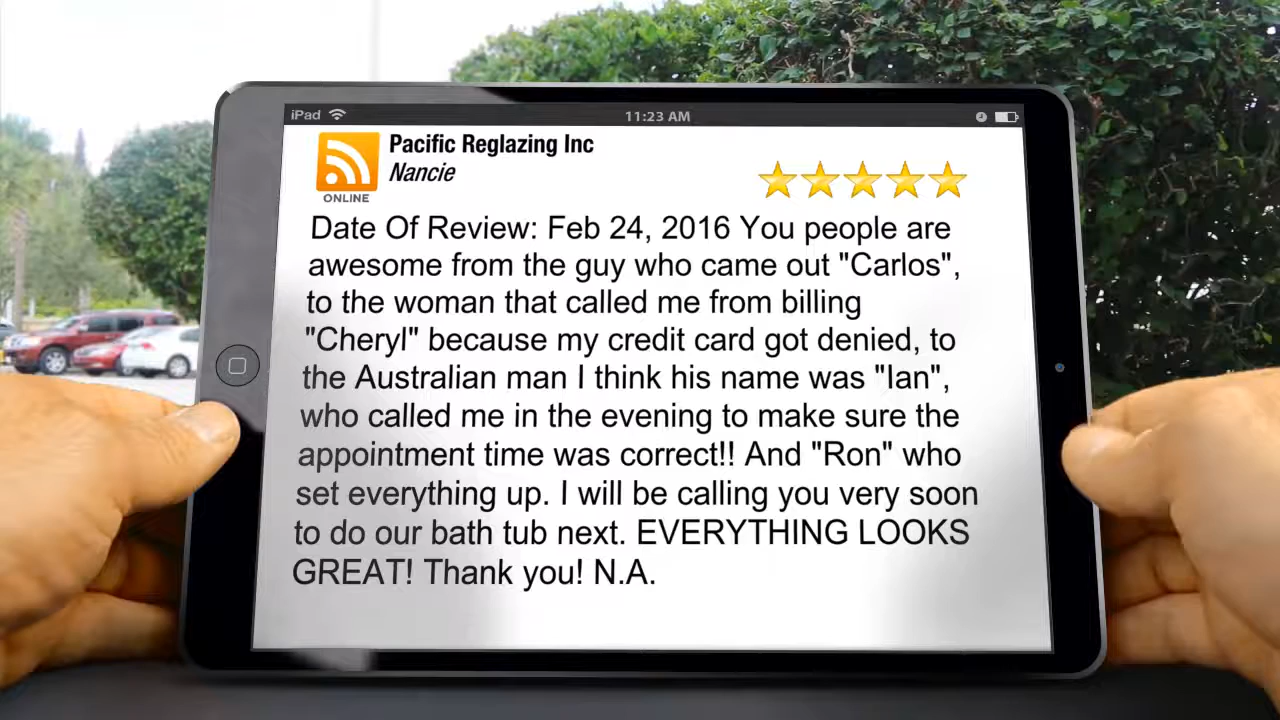 iPad 11:23 AM
Pacific Reglazing Inc
Nancie
ONLINE
Date Of Review: Feb 24, 2016 You people are
awesome from the guy who came out "Carlos",
to the woman that called me from billing
"Cheryl" because my credit card got denied, to
the Australian man I think his name was "Ian",
who called me in the evening to make sure the
appointment time was correct!! And "Ron" who
set everything up. I will be calling you very soon
to do our bath tub next. EVERYTHING LOOKS
GREAT! Thank you! N.A.